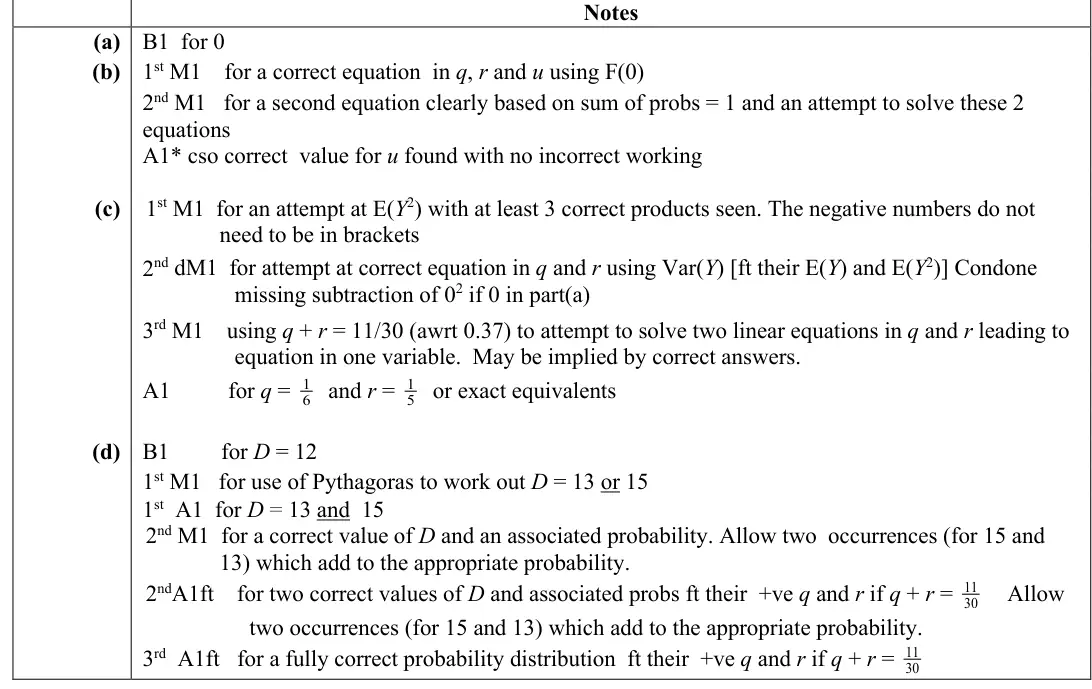 Notes
(a) B1 for 0
(b) 1st M1 for a correct equation in q, r and u using F(0)
2nd M1 for a second equation clearly based on sum of probs = 1 and an attempt to solve these 2
equations
A1* cso correct value for u found with no incorrect working
(c) 1st M1 for an attempt at E(Y²) with at least 3 correct products seen. The negative numbers do not
need to be in brackets
2nd dM1 for attempt at correct equation in q and r using Var(Y) [ft their E(Y) and E(Y²)] Condone
missing subtraction of 0² if 0 in part(a)
3rd M1 using q + r = 11/30 (awrt 0.37) to attempt to solve two linear equations in q and r leading to
equation in one variable. May be implied by correct answers.
A1 for q = 1/6 and r = 1/5 or exact equivalents
(d) B1 for D = 12
1st M1 for use of Pythagoras to work out D = 13 or 15
1st A1 for D = 13 and 15
2nd M1 for a correct value of D and an associated probability. Allow two occurrences (for 15 and
13) which add to the appropriate probability.
2ndA1ft for two correct values of D and associated probs ft their +ve q and r if q + r = 11/30 Allow
two occurrences (for 15 and 13) which add to the appropriate probability.
3rd A1ft for a fully correct probability distribution ft their +ve q and r if q + r = 11/30